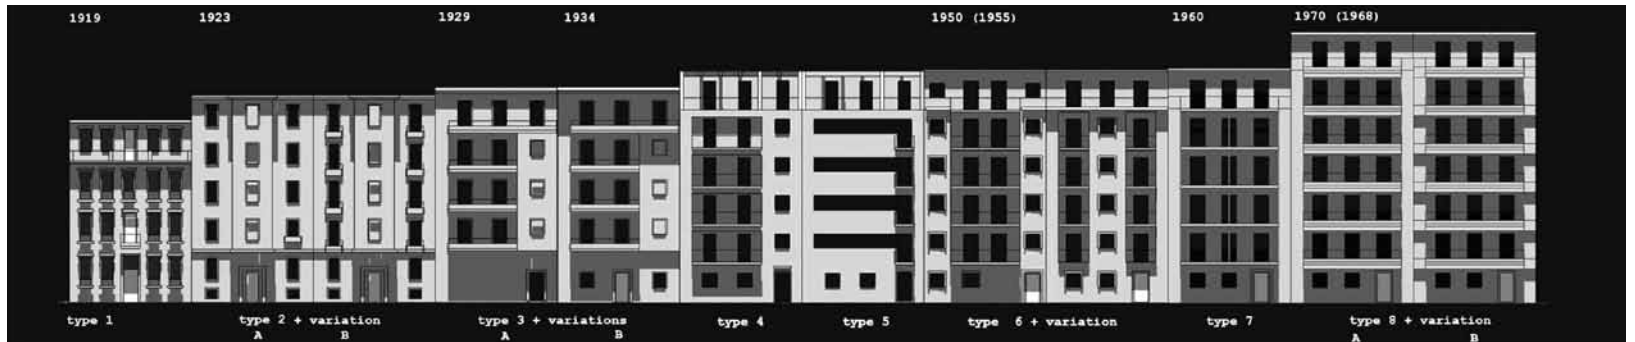 1919 1923 1929 1934 1950 (1955) 1960 1970 (1968)
type 1 type 2 + variation type 3 + variations type 4 type 5 type 6 + variation type 7 type 8 + variation
A B A B A B